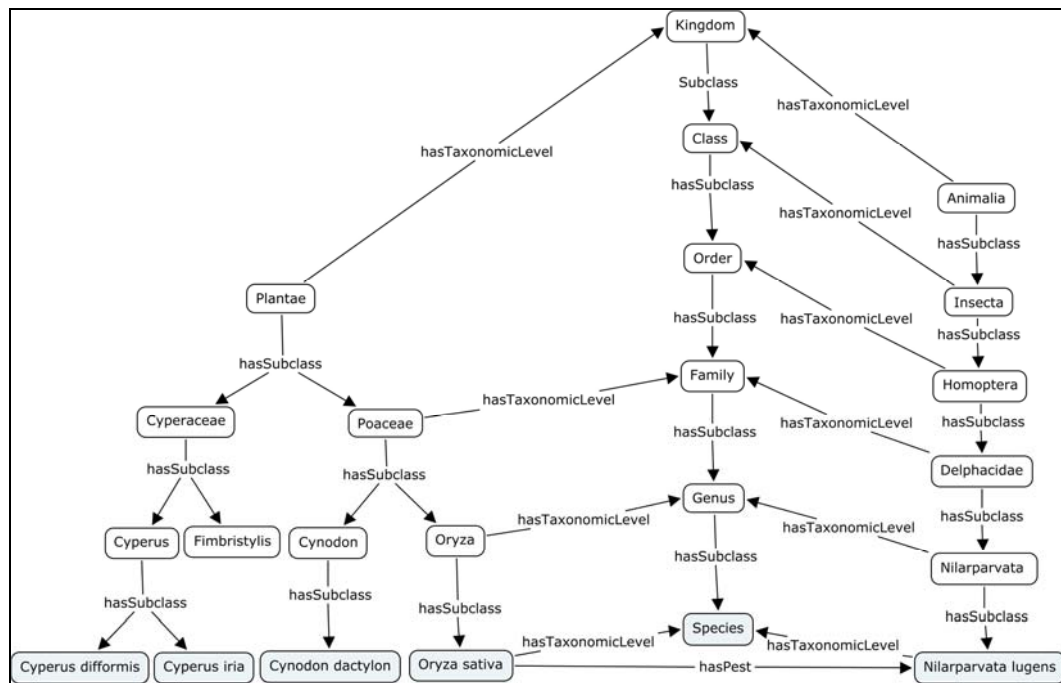 Kingdom
Subclass
hasTaxonomicLevel
Class
hasTaxonomicLevel
hasSubclass
Animalia
hasTaxonomicLevel
hasSubclass
Order
Plantae
Insecta
hasSubclass
hasTaxonomicLevel
hasSubclass
hasSubclass
Family
Homoptera
hasTaxonomicLevel
Cyperaceae
Poaceae
hasTaxonomicLevel
hasSubclass
hasSubclass
hasSubclass
hasSubclass
Delphacidae
Genus
hasTaxonomicLevel
hasSubclass
hasTaxonomicLevel
Cyperus
Fimbristylis
Cynodon
Oryza
hasSubclass
Nilarparvata
hasSubclass
hasSubclass
hasSubclass
hasSubclass
Species
hasTaxonomicLevel
hasTaxonomicLevel
Cyperus difformis
Cyperus iria
Cynodon dactylon
Oryza sativa
hasPest
Nilarparvata lugens